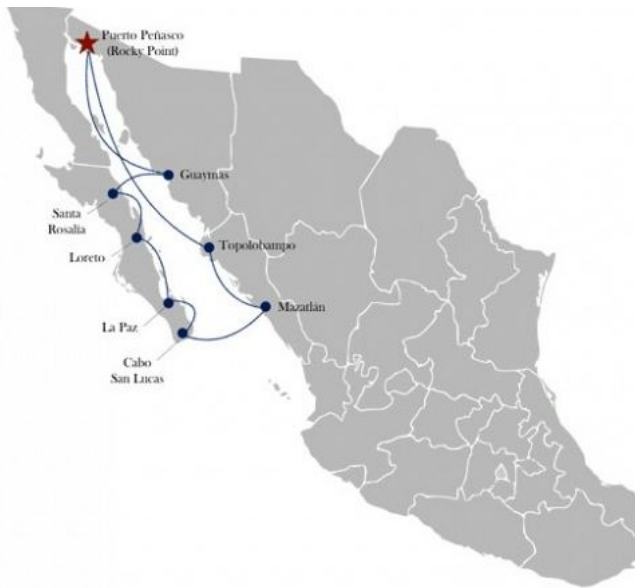 Puerto Peñasco
(Rocky Point)
Guaymas
Santa
Rosalía
Loreto
Topolobampo
La Paz
Mazatlán
Cabo
San Lucas